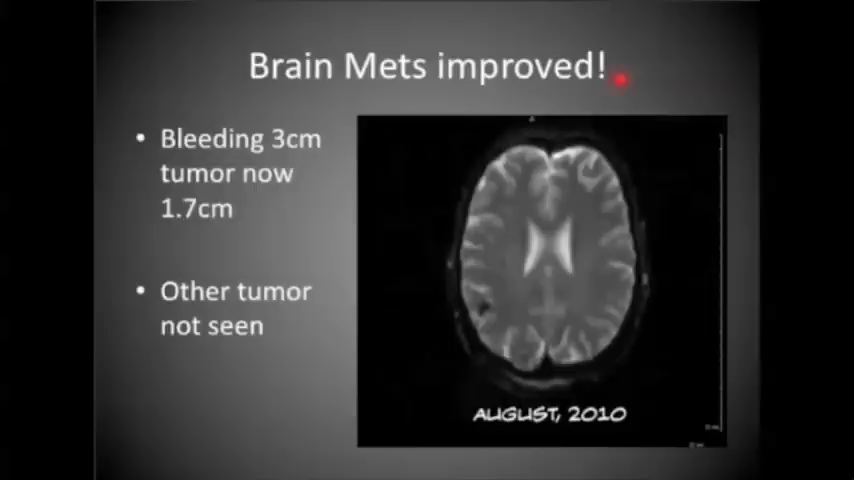 Brain Mets improved!
• Bleeding 3cm
tumor now
1.7cm
• Other tumor
not seen
AUGUST, 2010